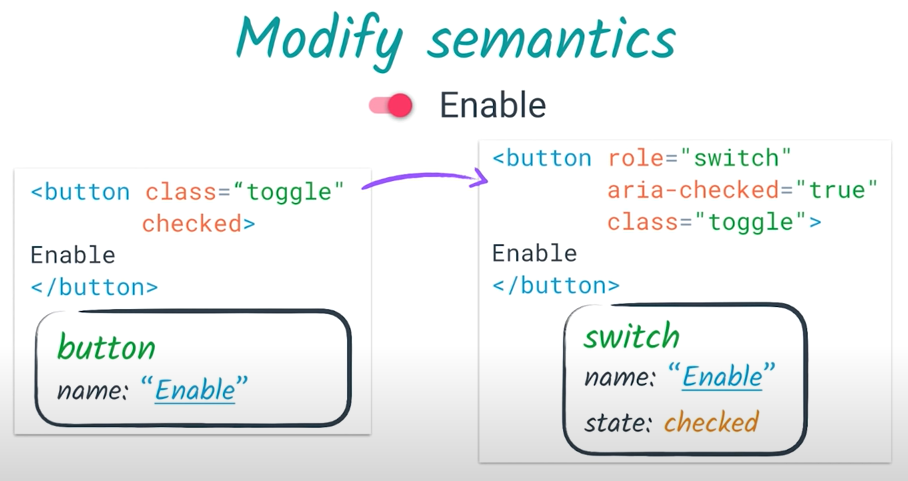 Modify semantics
Enable
<button class=“toggle"
checked>
Enable
</button>
button
name: “Enable”
<button role="switch"
aria-checked="true"
class="toggle">
Enable
</button>
switch
name: “Enable”
state: checked